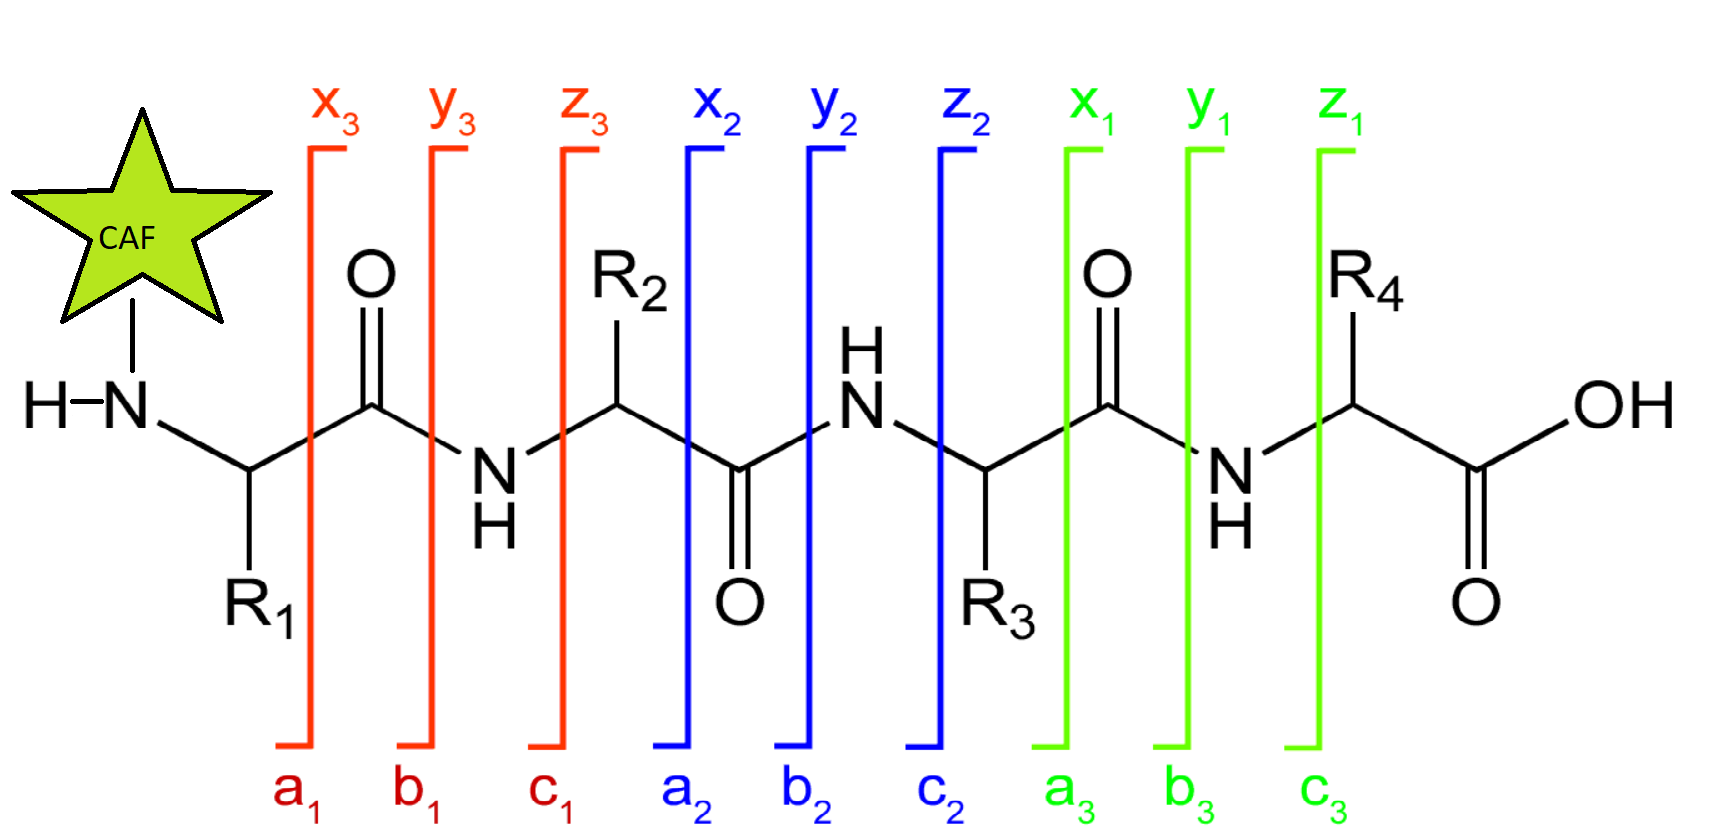 x3 y3 z3 x2 y2 z2 x1 y1 z1
CAF
O R2 O R4
H
H N N OH
N N
H H
R1 O R3 O
a1 b1 c1 a2 b2 c2 a3 b3 c3